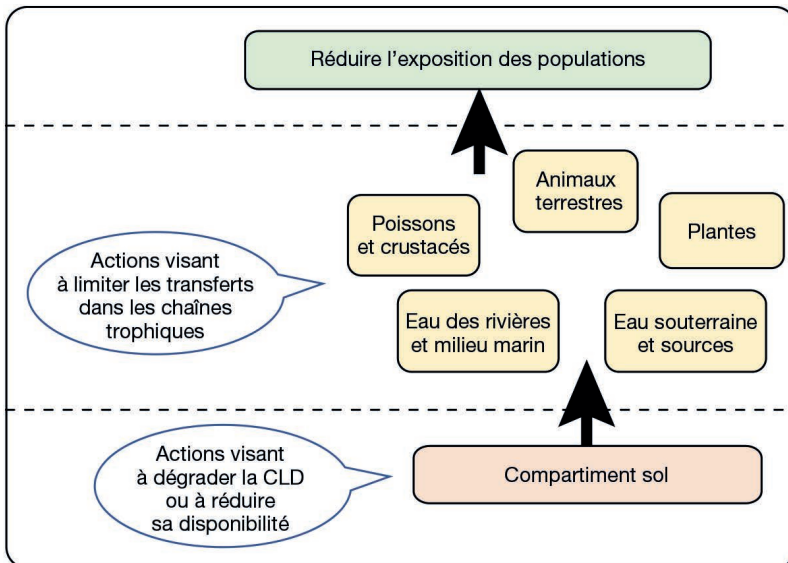 Réduire l'exposition des populations
Animaux
terrestres
Poissons
et crustacés
Plantes
Actions visant
à limiter les transferts
dans les chaînes
trophiques
Eau des rivières
et milieu marin
Eau souterraine
et sources
Actions visant
à dégrader la CLD
ou à réduire
sa disponibilité
Compartiment sol